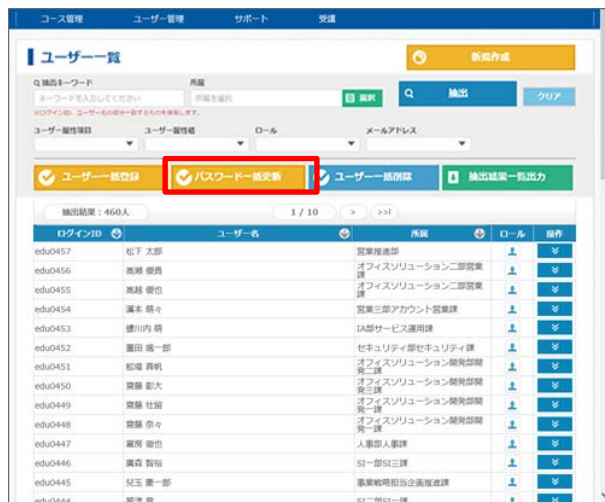 コース管理 ユーザー管理 サポート 受講
ユーザー一覧
新規作成
抽出キーワード 所属
キーワードを入力してください 所属を選択 選択 抽出 クリア
※ログインID、ユーザー名の部分一致するものを検索します。
ユーザー属性項目 ユーザー属性値 ロール メールアドレス
ユーザー一括登録 パスワード一括更新 ユーザー一括削除 抽出結果一覧出力
抽出結果：460人 1 / 10 > >>|
ログインID ユーザー名 所属 ロール 操作
edu0457 松下 太郎 営業推進部
edu0456 高瀬 優貴 オフィスソリューション二部営業
課
edu0455 高越 優也 オフィスソリューション二部営業
課
edu0454 濱本 萌々 営業三部アカウント営業課
edu0453 川内 萌 IA部サービス運用課
edu0452 颯一郎 セキュリティ部セキュリティ課
edu0451 真帆 オフィスソリューション開発部開
発二課
edu0450 齋藤 彰大 オフィスソリューション開発部開
発三課
edu0449 齋藤 壮留 オフィスソリューション開発部開
発一課
edu0448 齋藤 奈々 オフィスソリューション開発部開
発一課
edu0447 徹也 人事部人事課
edu0446 廣森 智裕 SI一部SI三課
edu0445 兒玉 康一郎 事業戦略担当企画推進課
edu0444